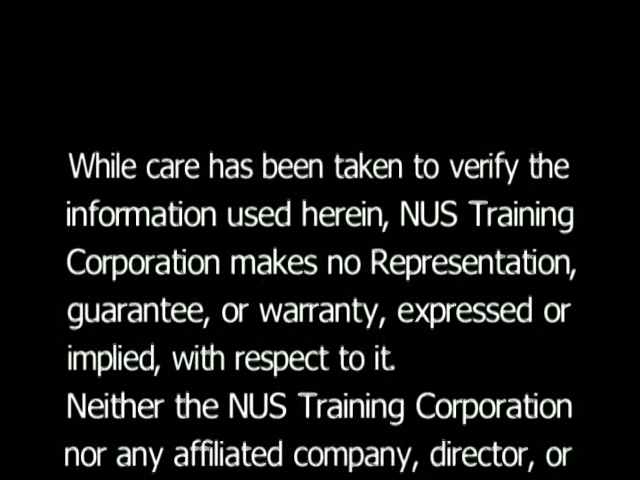 While care has been taken to verify the
information used herein, NUS Training
Corporation makes no Representation,
guarantee, or warranty, expressed or
implied, with respect to it.
Neither the NUS Training Corporation
nor any affiliated company, director, or